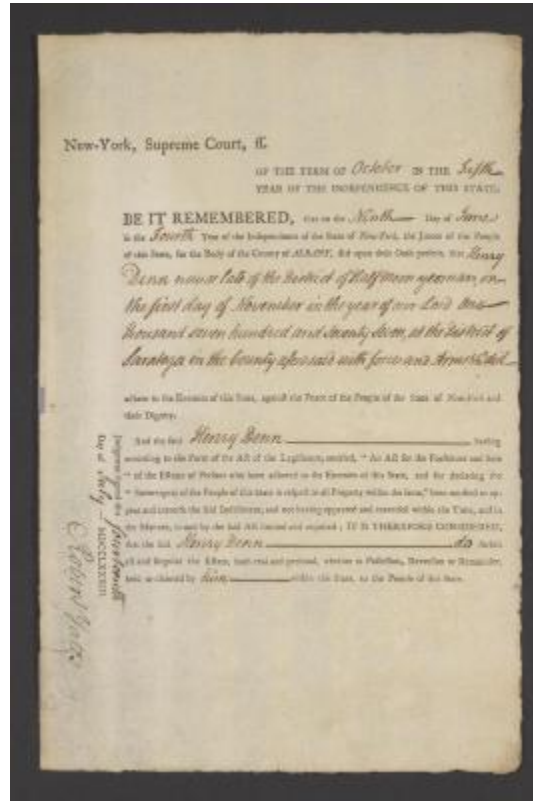 New-York, Supreme Court, ſſ.
OF THE TERM OF October IN THE Fifth
YEAR OF THE INDEPENDENCE OF THIS STATE.
BE IT REMEMBERED, that on the Ninth Day of June
in the Fourth Year of the Independence of the State of New-York, the Jurors of the People
of this State, for the Body of the County of ALBANY, did upon their Oath present, that Henry
Denn now or late of the District of Half moon yeoman, on
the first day of November in the year of our Lord One
thousand seven hundred and seventy seven, at the District of
Saratoga in the County aforesaid with force and Arms &c did
adhere to the Enemies of this State, against the Peace of the People of the State of New-York and
their Dignity.
And the said Henry Denn having
according to the Form of the Act of the Legislature, entitled, “ An Act for the Forfeiture and Sale
“ of the Estates of Persons who have adhered to the Enemies of this State, and for declaring the
“ Sovereignty of the People of this State in respect to all Property within the same,” been notified to ap-
pear and traverse the said Indictment; and not having appeared and traversed within the Time, and in
the Manner, in and by the said Act limited and required; IT IS THEREFORE CONSIDERED,
that the said Henry Denn do forfeit
all and singular the Estate, both real and personal, whether in Possession, Reversion or Remainder,
held or claimed by him within this State, to the People of this State.
Judgment signed this
Day of July MDCCLXXXIII.
Robert Yates